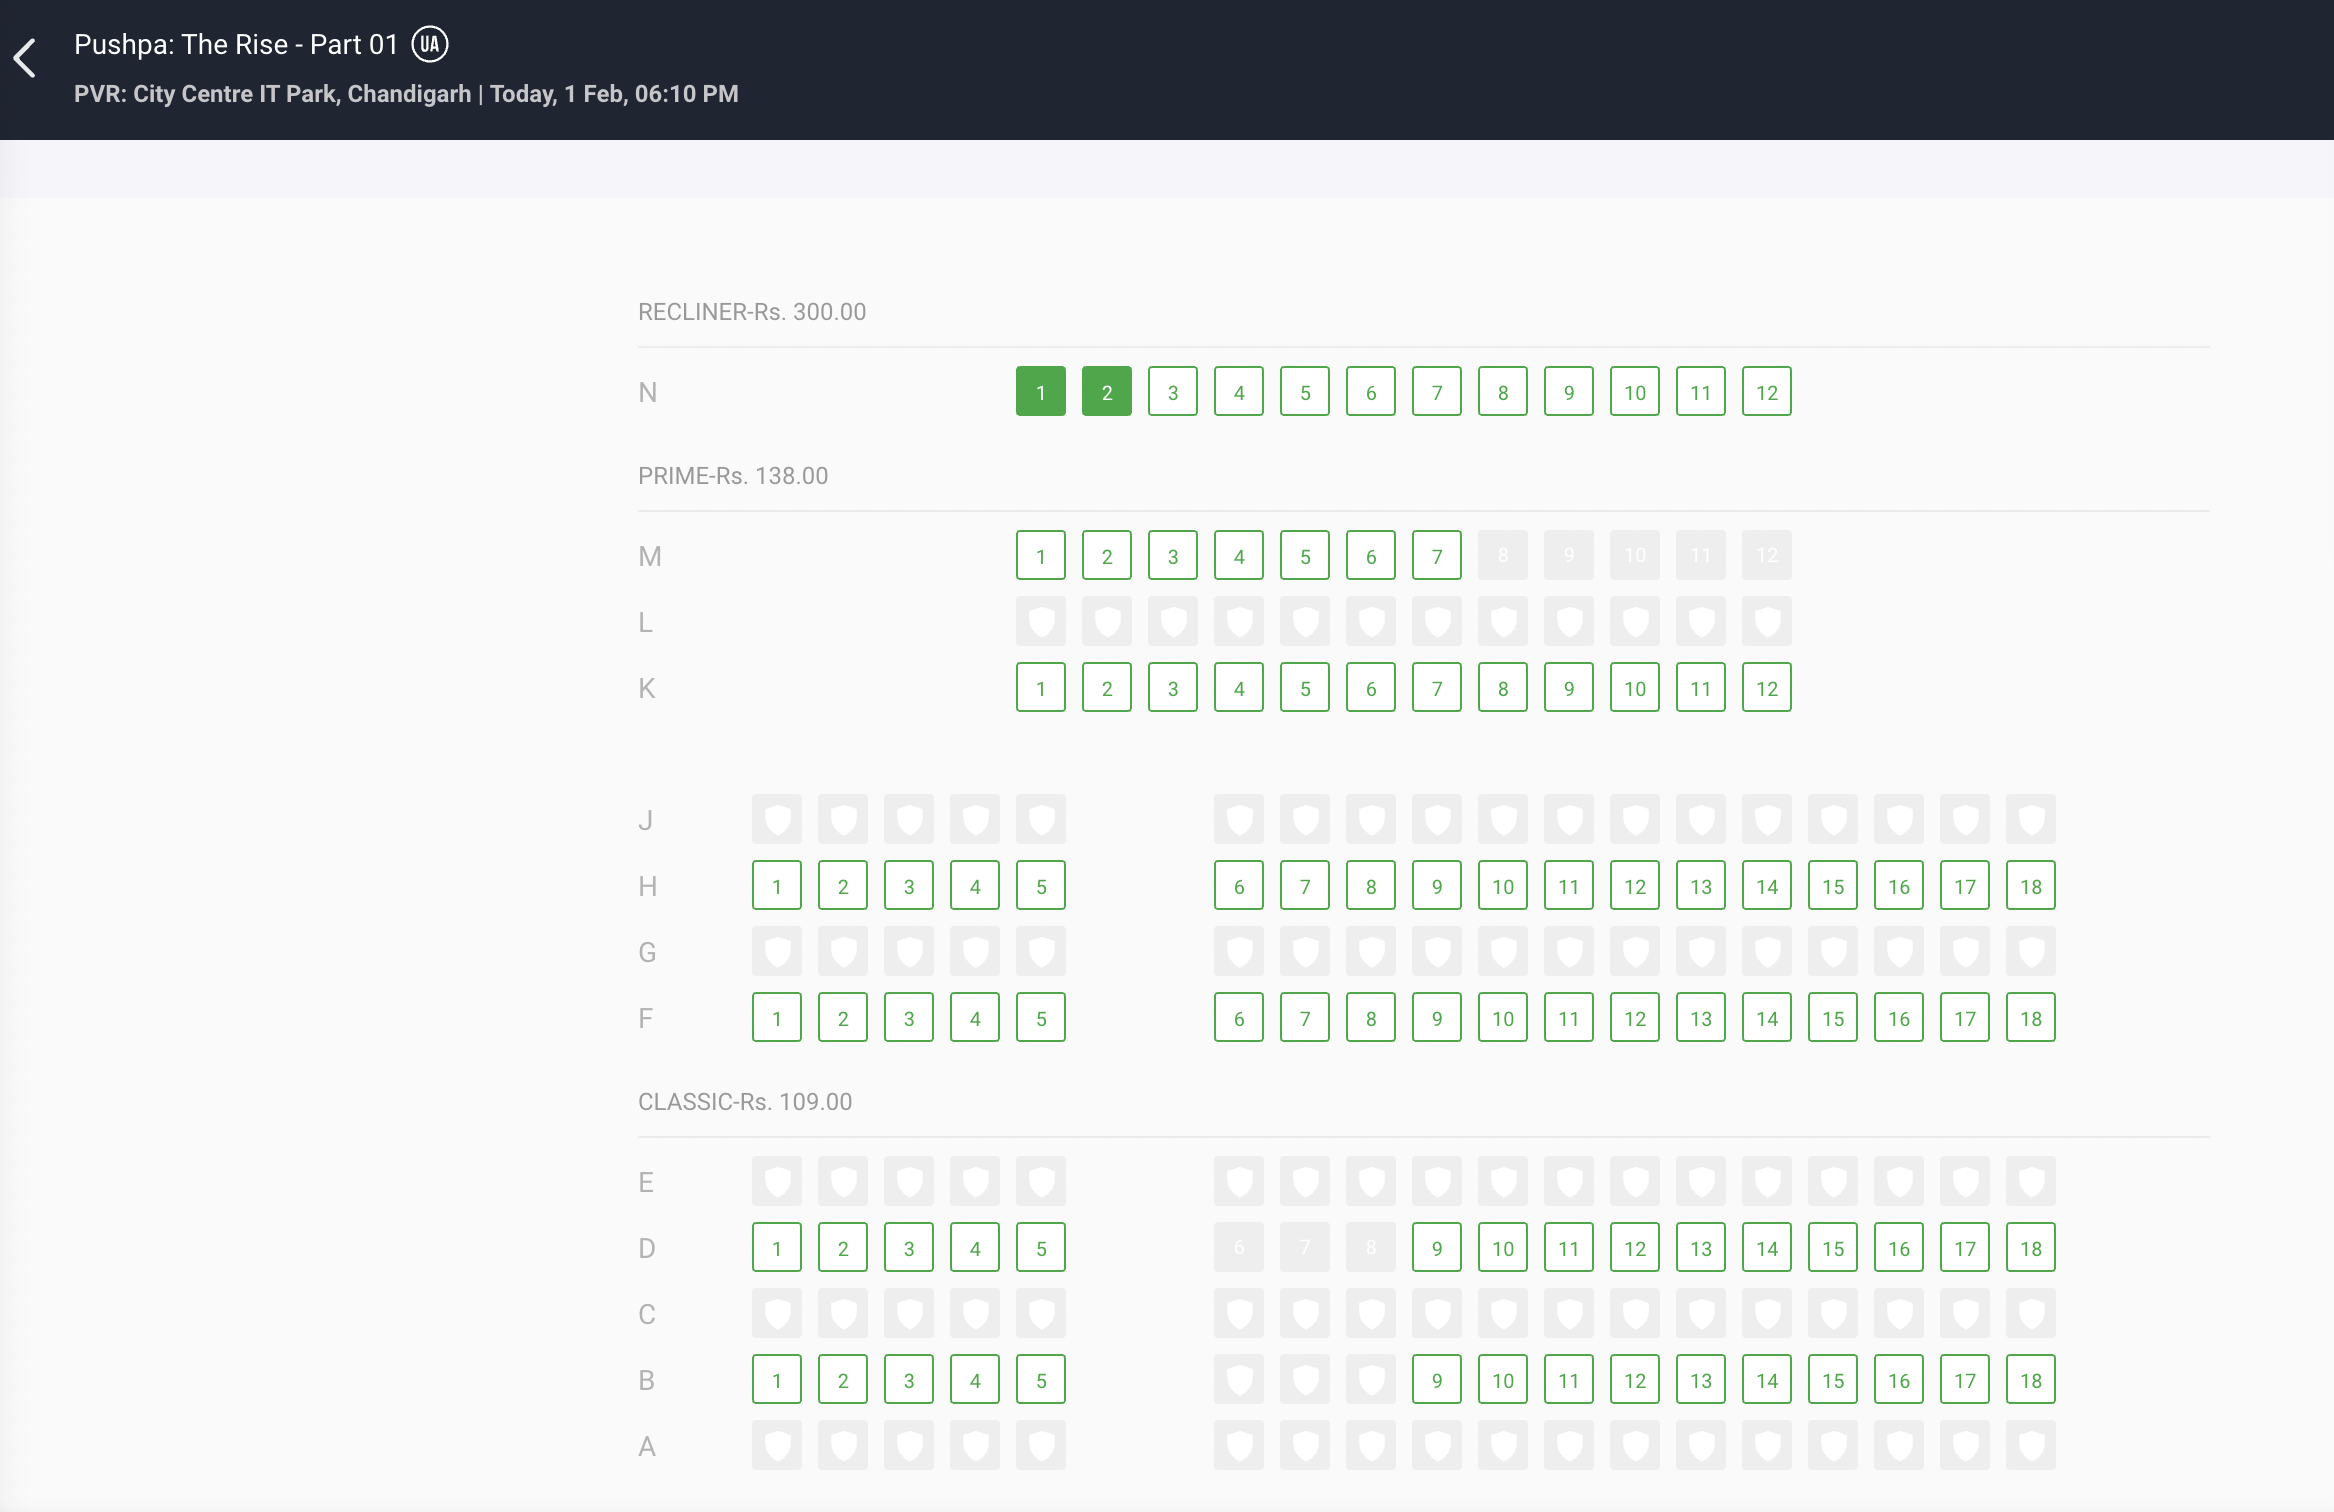 Pushpa: The Rise - Part 01 UA
PVR: City Centre IT Park, Chandigarh | Today, 1 Feb, 06:10 PM
RECLINER-Rs. 300.00
N 1 2 3 4 5 6 7 8 9 10 11 12
PRIME-Rs. 138.00
M 1 2 3 4 5 6 7 8 9 10 11 12
L
K 1 2 3 4 5 6 7 8 9 10 11 12
J
H 1 2 3 4 5 6 7 8 9 10 11 12 13 14 15 16 17 18
G
F 1 2 3 4 5 6 7 8 9 10 11 12 13 14 15 16 17 18
CLASSIC-Rs. 109.00
E
D 1 2 3 4 5 6 7 8 9 10 11 12 13 14 15 16 17 18
C
B 1 2 3 4 5 9 10 11 12 13 14 15 16 17 18
A